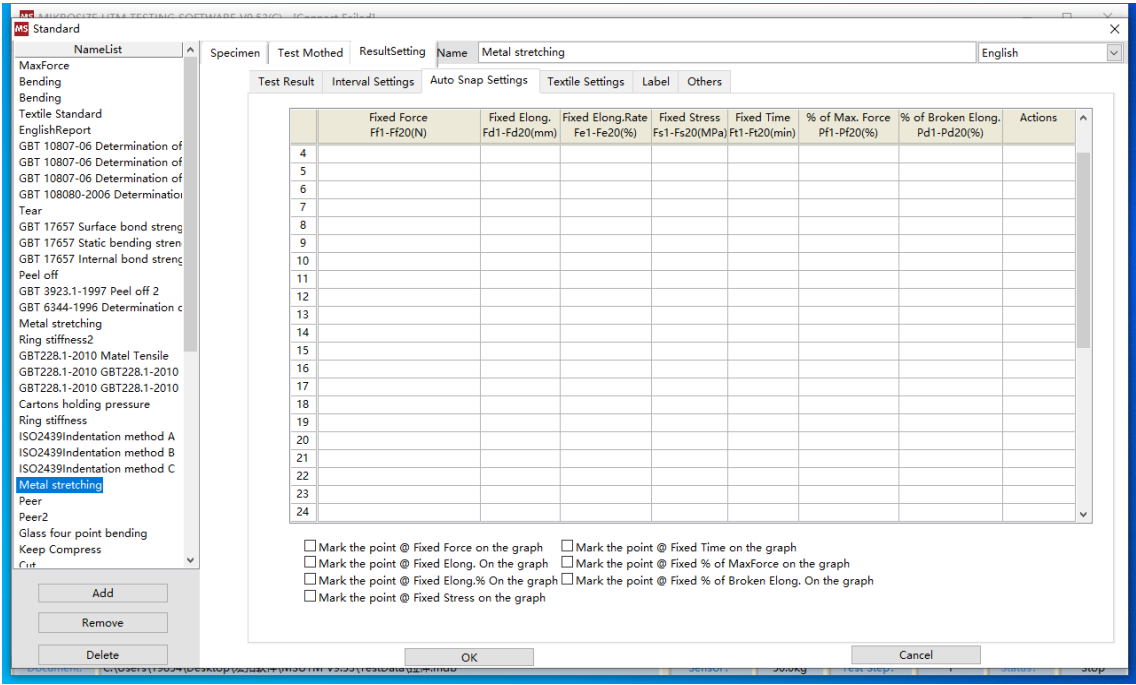 MS Standard
NameList
MaxForce
Bending
Bending
Textile Standard
EnglishReport
GBT 10807-06 Determination of
GBT 10807-06 Determination of
GBT 10807-06 Determination of
GBT 108080-2006 Determination
Tear
GBT 17657 Surface bond streng
GBT 17657 Static bending stren
GBT 17657 Internal bond streng
Peel off
GBT 3923.1-1997 Peel off 2
GBT 6344-1996 Determination c
Metal stretching
Ring stiffness2
GBT228.1-2010 Matel Tensile
GBT228.1-2010 GBT228.1-2010
GBT228.1-2010 GBT228.1-2010
Cartons holding pressure
Ring stiffness
ISO2439Indentation method A
ISO2439Indentation method B
ISO2439Indentation method C
Metal stretching
Peer
Peer2
Glass four point bending
Keep Compress
Cut
Add
Remove
Delete
Specimen Test Mothed ResultSetting Name Metal stretching English
Test Result Interval Settings Auto Snap Settings Textile Settings Label Others
Fixed Force Fixed Elong. Fixed Elong.Rate Fixed Stress Fixed Time % of Max. Force % of Broken Elong. Actions
Ff1-Ff20(N) Fd1-Fd20(mm) Fe1-Fe20(%) Fs1-Fs20(MPa) Ft1-Ft20(min) Pf1-Pf20(%) Pd1-Pd20(%)
4
5
6
7
8
9
10
11
12
13
14
15
16
17
18
19
20
21
22
23
24
Mark the point @ Fixed Force on the graph Mark the point @ Fixed Time on the graph
Mark the point @ Fixed Elong. On the graph Mark the point @ Fixed % of MaxForce on the graph
Mark the point @ Fixed Elong.% On the graph Mark the point @ Fixed % of Broken Elong. On the graph
Mark the point @ Fixed Stress on the graph
OK Cancel